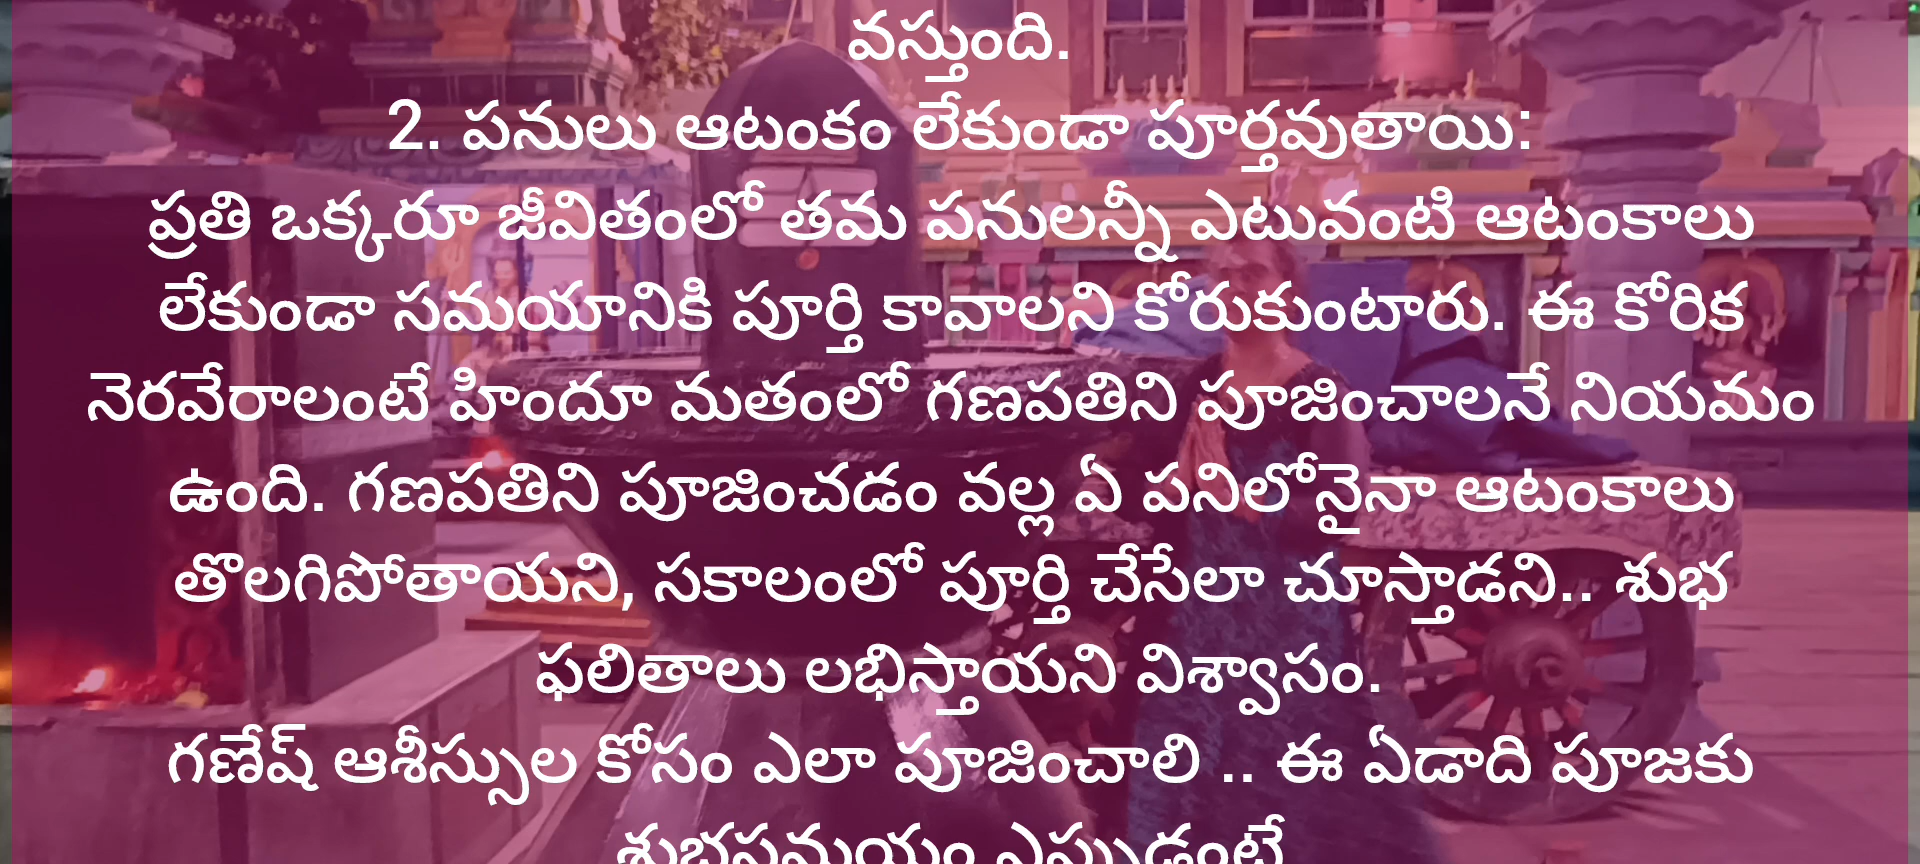 వస్తుంది.
2. పనులు ఆటంకం లేకుండా పూర్తవుతాయి:
ప్రతి ఒక్కరూ జీవితంలో తమ పనులన్నీ ఎటువంటి ఆటంకాలు
లేకుండా సమయానికి పూర్తి కావాలని కోరుకుంటారు. ఈ కోరిక
నెరవేరాలంటే హిందూ మతంలో గణపతిని పూజించాలనే నియమం
ఉంది. గణపతిని పూజించడం వల్ల ఏ పనిలోనైనా ఆటంకాలు
తొలగిపోతాయని, సకాలంలో పూర్తి చేసేలా చూస్తాడని.. శుభ
ఫలితాలు లభిస్తాయని విశ్వాసం.
గణేష్ ఆశీస్సుల కోసం ఎలా పూజించాలి .. ఈ ఏడాది పూజకు
శుభసమయం ఎప్పుడంటే